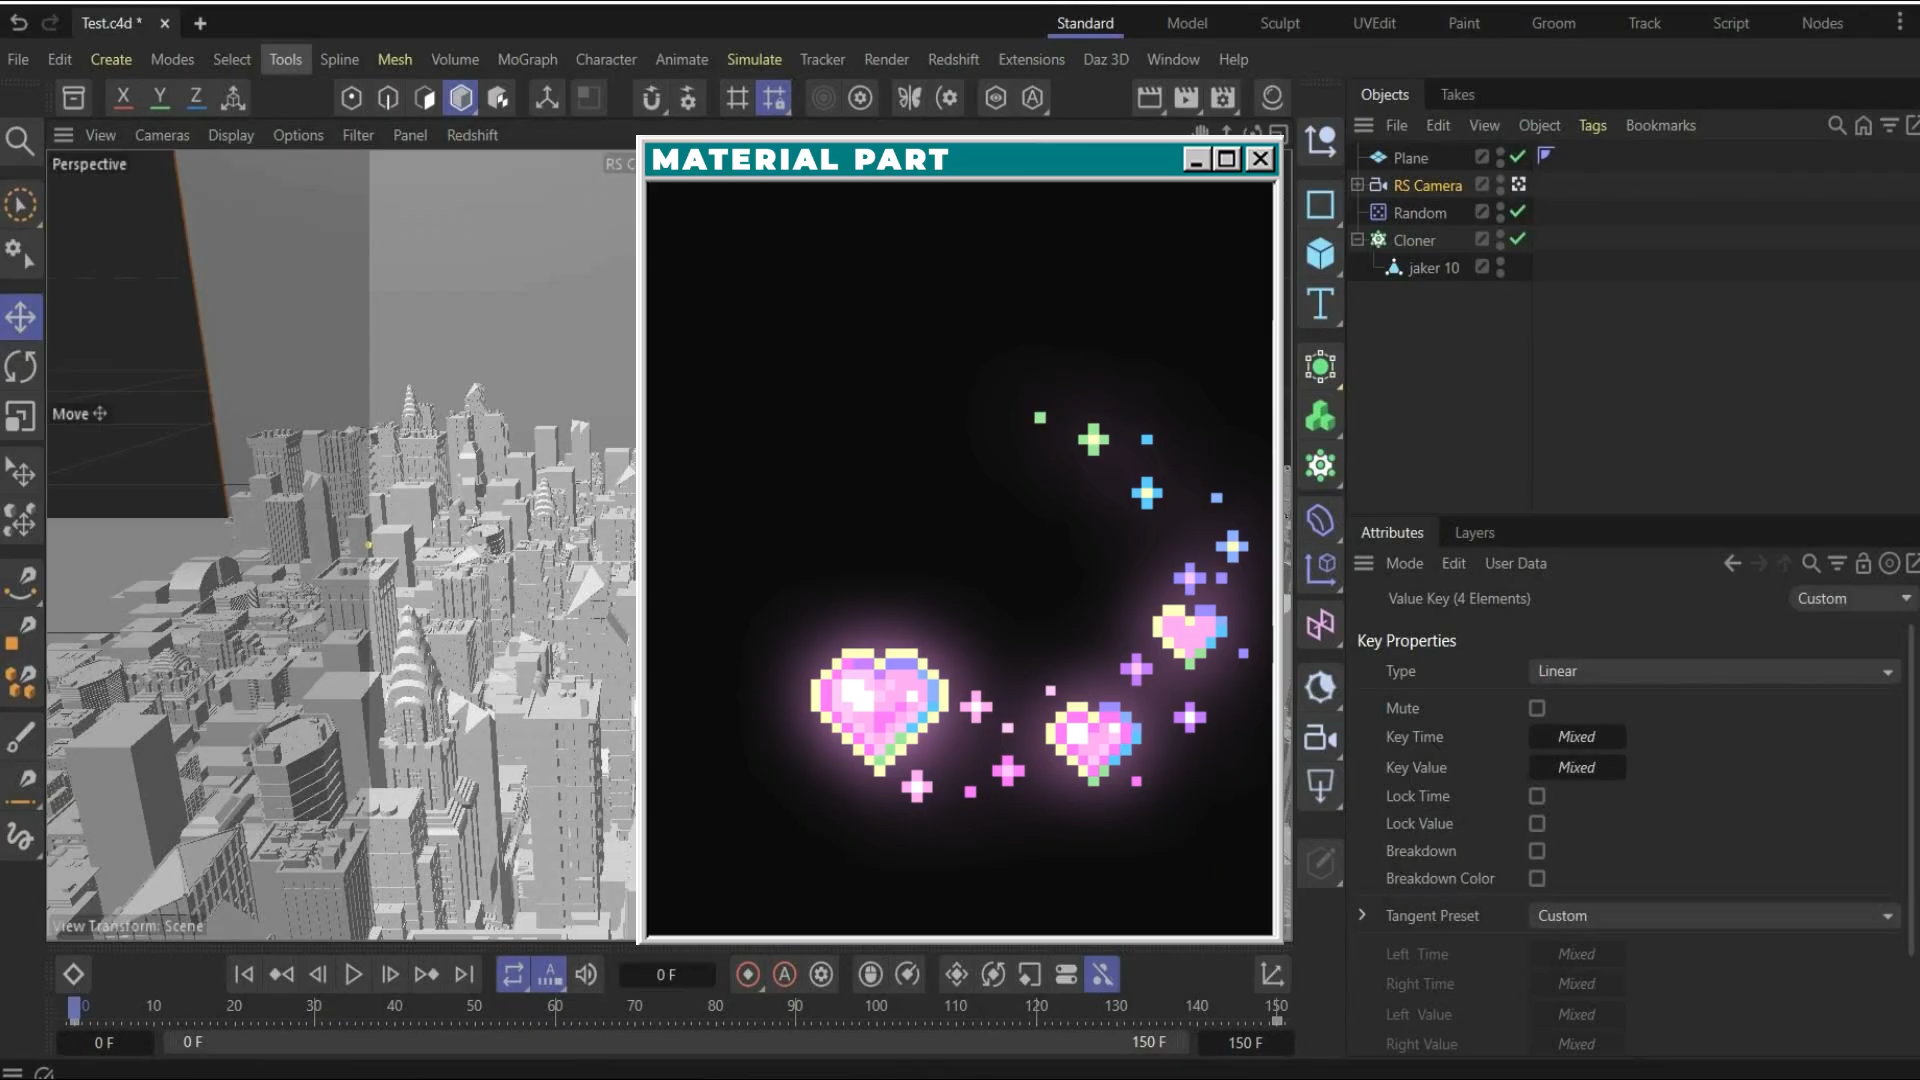 Test.c4d *
Standard Model Sculpt UVEdit Paint Groom Track Script Nodes
File Edit Create Modes Select Tools Spline Mesh Volume MoGraph Character Animate Simulate Tracker Render Redshift Extensions Daz 3D Window Help
X Y Z
Objects Takes
View Cameras Display Options Filter Panel Redshift
File Edit View Object Tags Bookmarks
Perspective
RS C
MATERIAL PART
Plane
RS Camera
Random
Cloner
jaker 10
Move
Attributes Layers
Mode Edit User Data
Value Key (4 Elements) Custom
Key Properties
Type Linear
Mute
Key Time Mixed
Key Value Mixed
Lock Time
Lock Value
Breakdown
Breakdown Color
Tangent Preset Custom
Left Time Mixed
Right Time Mixed
Left Value Mixed
Right Value Mixed
View Transform: Scene
0 F
0 10 20 30 40 50 60 70 80 90 100 110 120 130 140 150
0 F 0 F 150 F 150 F